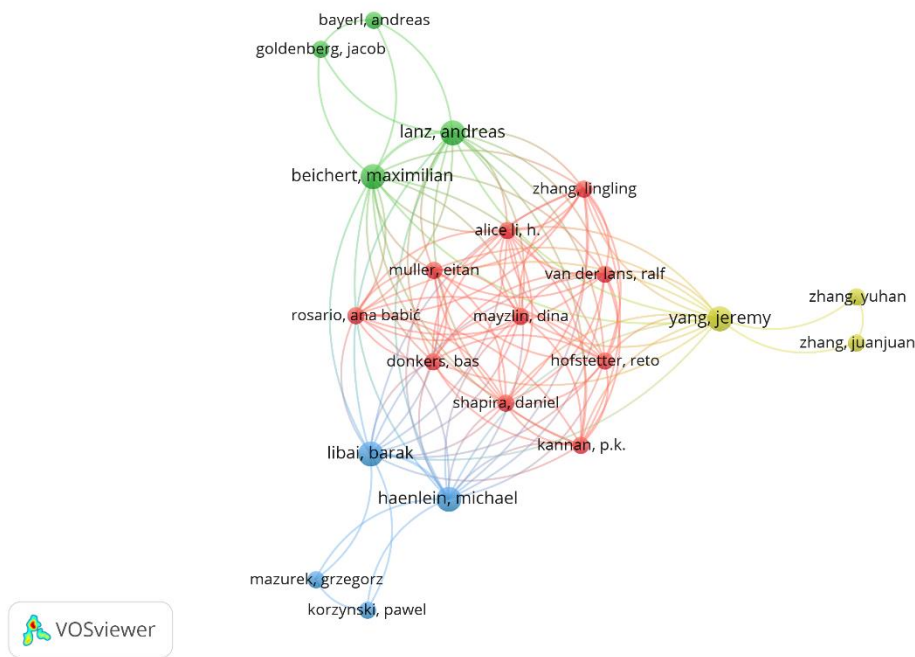 bayerl, andreas
goldenberg, jacob
lanz, andreas
beichert, maximilian
zhang, lingling
alice li, h.
muller, eitan
van der lans, ralf
zhang, yuhan
rosario, ana babić
mayzlin, dina
yang, jeremy
zhang, juanjuan
donkers, bas
hofstetter, reto
shapira, daniel
kannan, p.k.
libai, barak
haenlein, michael
mazurek, grzegorz
korzynski, pawel
VOSviewer